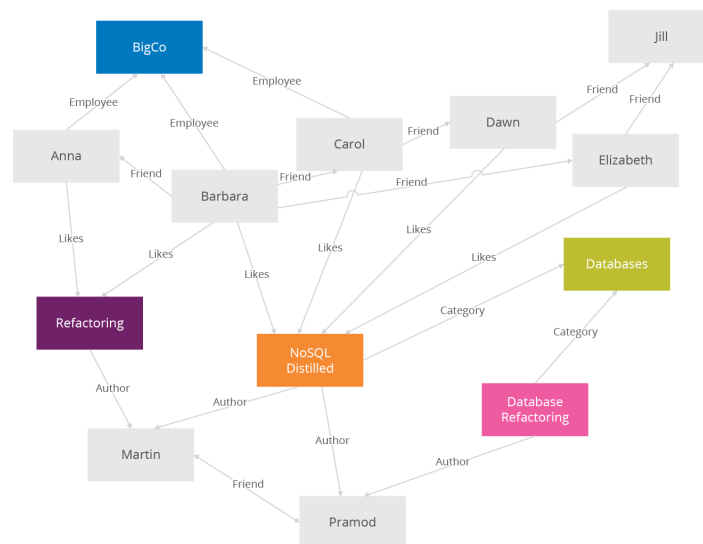 Jill
BigCo
Employee
Friend
Friend
Employee
Dawn
Employee
Friend
Carol
Elizabeth
Anna
Friend
Friend
Friend
Barbara
Likes
Likes
Likes
Likes
Likes
Likes
Databases
Category
Refactoring
Category
NoSQL
Distilled
Author
Author
Database
Refactoring
Author
Martin
Author
Friend
Pramod